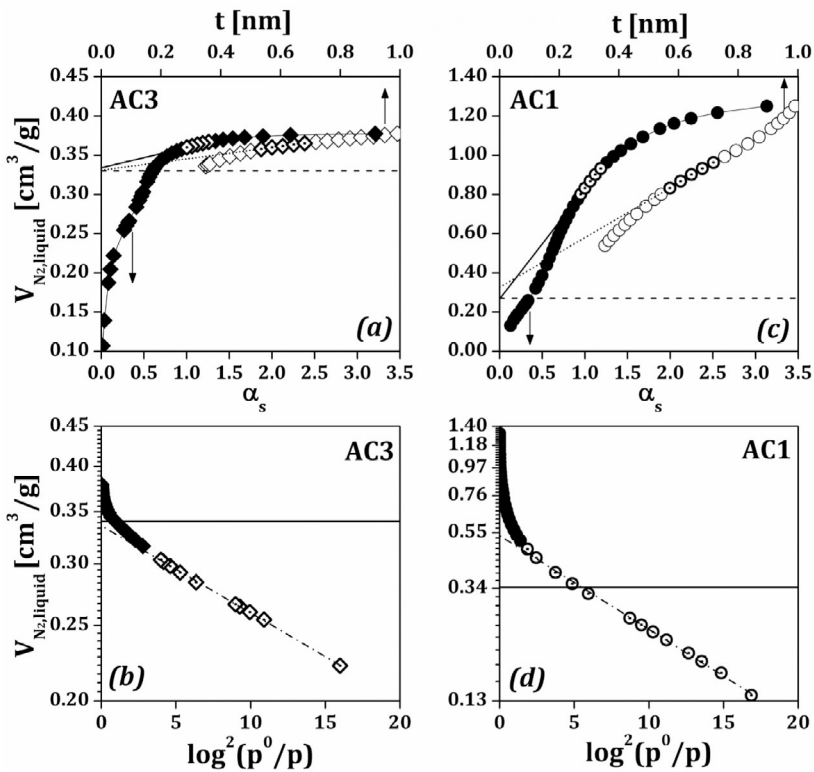 t [nm]
0.0 0.2 0.4 0.6 0.8 1.0
t [nm]
0.0 0.2 0.4 0.6 0.8 1.0
V_N₂,liquid [cm³/g]
0.45
0.40
0.35
0.30
0.25
0.20
0.15
0.10
AC3
(a)
0.0 0.5 1.0 1.5 2.0 2.5 3.0 3.5
α_s
1.40
1.20
1.00
0.80
0.60
0.40
0.20
0.00
AC1
(c)
0.0 0.5 1.0 1.5 2.0 2.5 3.0 3.5
α_s
V_N₂,liquid [cm³/g]
0.45
0.40
0.35
0.30
0.25
0.20
AC3
(b)
0 5 10 15 20
log²(p⁰/p)
1.40
1.18
0.97
0.76
0.55
0.34
0.13
AC1
(d)
0 5 10 15 20
log²(p⁰/p)